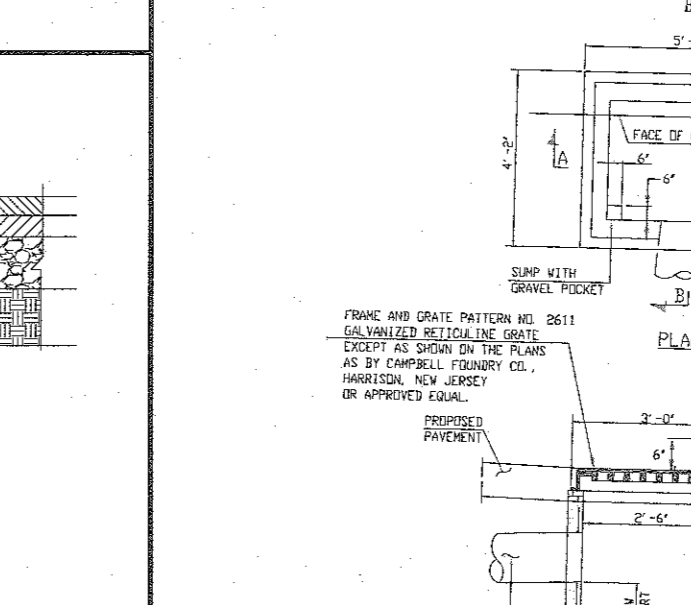 5'-
4'-2"
FACE OF
A
6"
6"
SUMP WITH
GRAVEL POCKET
B
PLA
FRAME AND GRATE PATTERN NO. 2611
GALVANIZED RETICULINE GRATE
EXCEPT AS SHOWN ON THE PLANS
AS BY CAMPBELL FOUNDRY CO.,
HARRISON, NEW JERSEY
OR APPROVED EQUAL.
PROPOSED
PAVEMENT
3'-0"
6"
2'-6"
RT